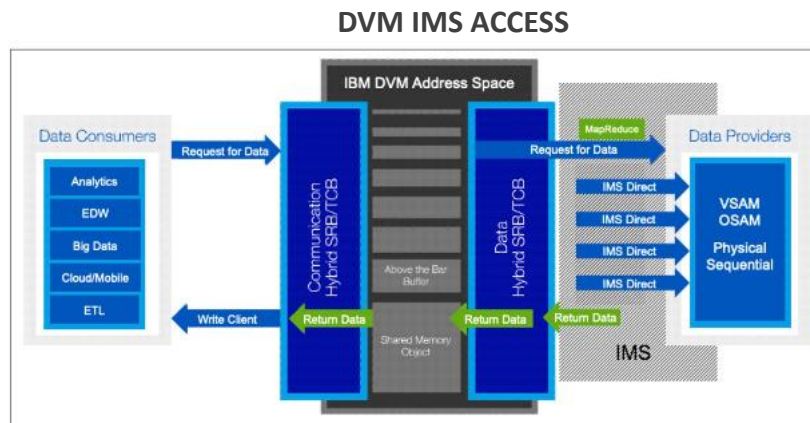 DVM IMS ACCESS
IBM DVM Address Space
Data Consumers
Analytics
EDW
Big Data
Cloud/Mobile
ETL
Request for Data
Write Client
Communication
Hybrid SRB/TCB
Return Data
Above the Bar
Buffer
Shared Memory
Object
Return Data
Data
Hybrid SRB/TCB
MapReduce
Request for Data
IMS Direct
IMS Direct
IMS Direct
IMS Direct
Return Data
IMS
Data Providers
VSAM
OSAM
Physical
Sequential